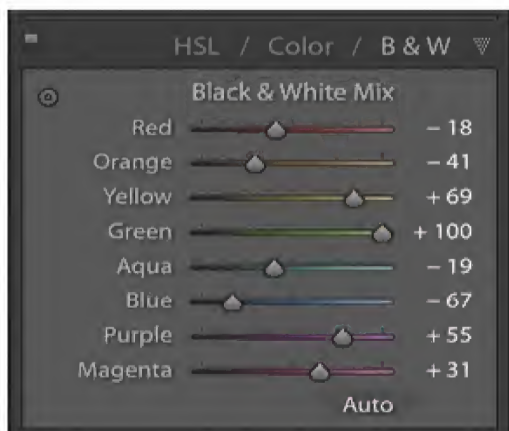 HSL / Color / B & W
Black & White Mix
Red − 18
Orange − 41
Yellow + 69
Green + 100
Aqua − 19
Blue − 67
Purple + 55
Magenta + 31
Auto